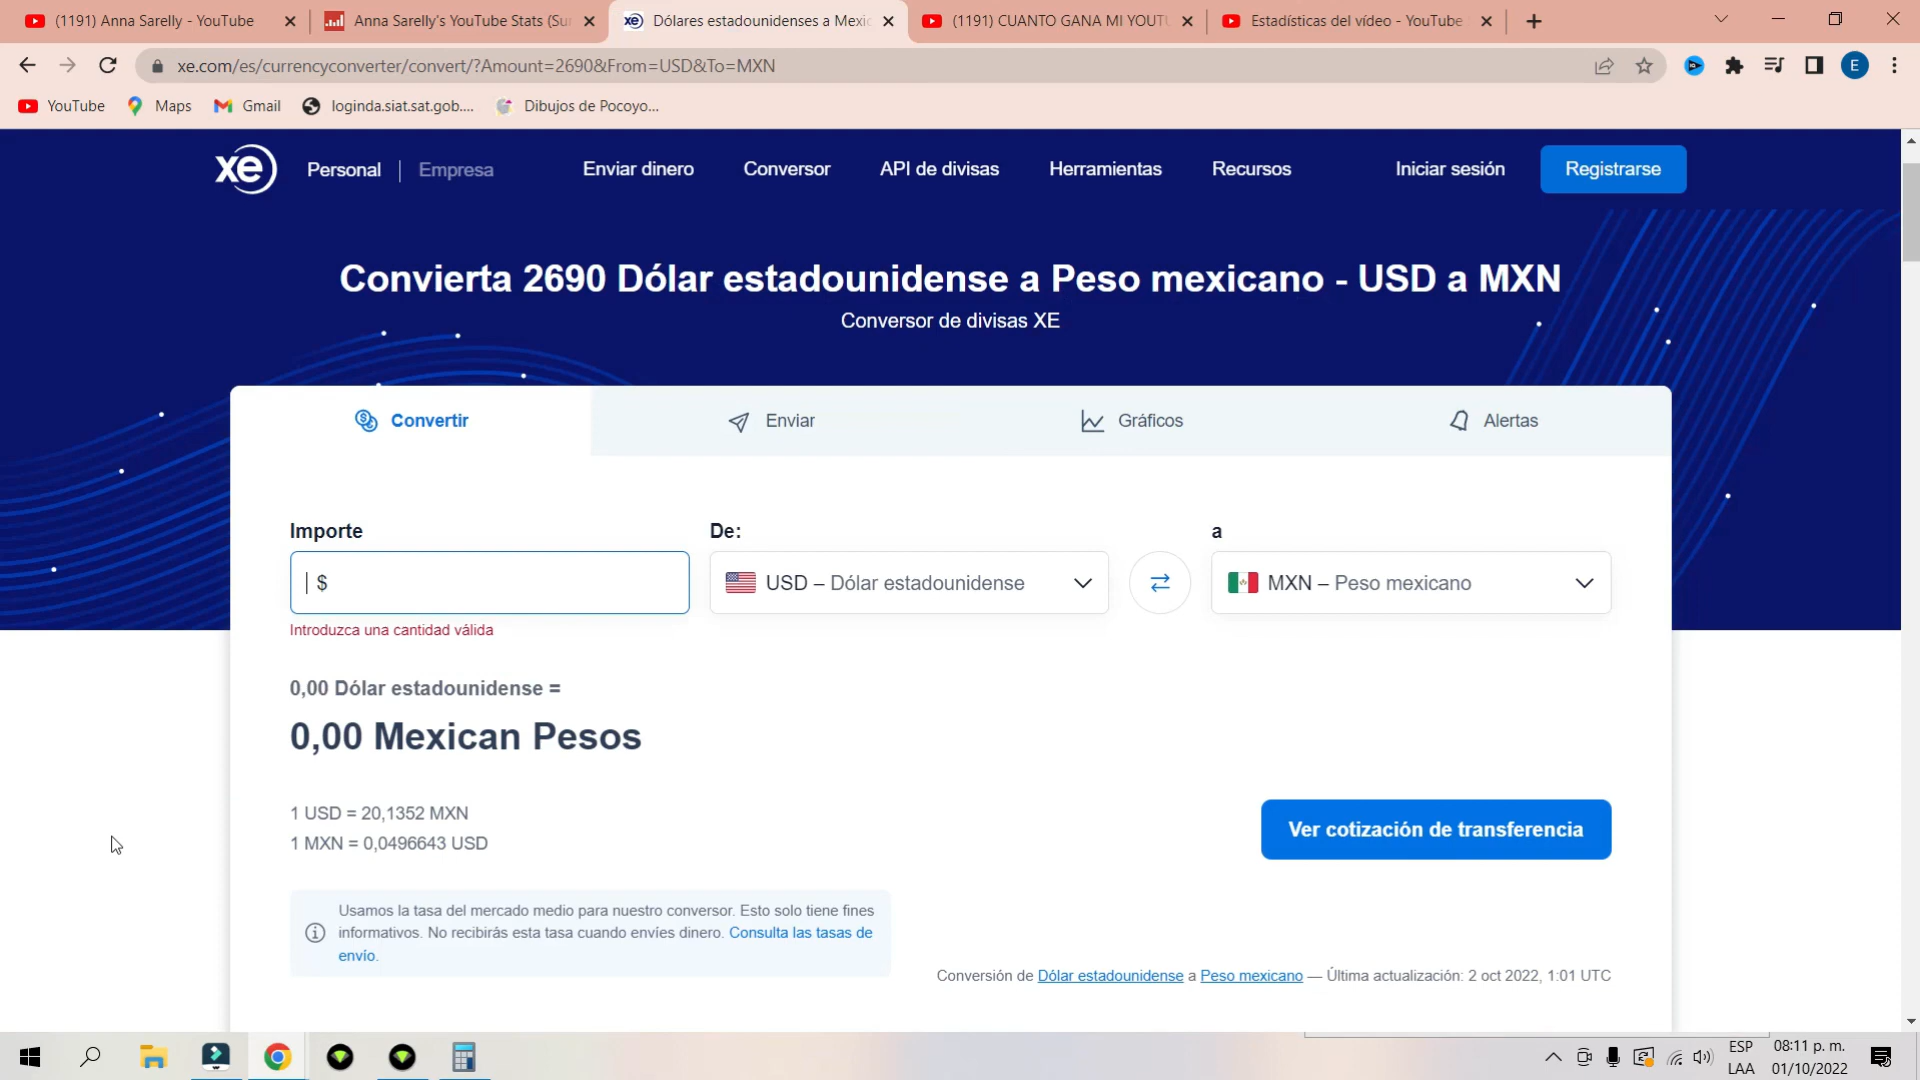 (1191) Anna Sarelly - YouTube
Anna Sarelly's YouTube Stats (Su
Dólares estadounidenses a Mexic
(1191) CUANTO GANA MI YOUTU
Estadísticas del vídeo - YouTube
xe.com/es/currencyconverter/convert/?Amount=2690&From=USD&To=MXN
E
YouTube
Maps
Gmail
loginda.siat.sat.gob....
Dibujos de Pocoyo...
xe
Personal | Empresa
Enviar dinero
Conversor
API de divisas
Herramientas
Recursos
Iniciar sesión
Registrarse
Convierta 2690 Dólar estadounidense a Peso mexicano - USD a MXN
Conversor de divisas XE
Convertir
Enviar
Gráficos
Alertas
Importe
De:
a
$
USD – Dólar estadounidense
MXN – Peso mexicano
Introduzca una cantidad válida
0,00 Dólar estadounidense =
0,00 Mexican Pesos
1 USD = 20,1352 MXN
1 MXN = 0,0496643 USD
Ver cotización de transferencia
Usamos la tasa del mercado medio para nuestro conversor. Esto solo tiene fines
informativos. No recibirás esta tasa cuando envíes dinero. Consulta las tasas de
envío.
Conversión de Dólar estadounidense a Peso mexicano — Última actualización: 2 oct 2022, 1:01 UTC
ESP
LAA
08:11 p. m.
01/10/2022